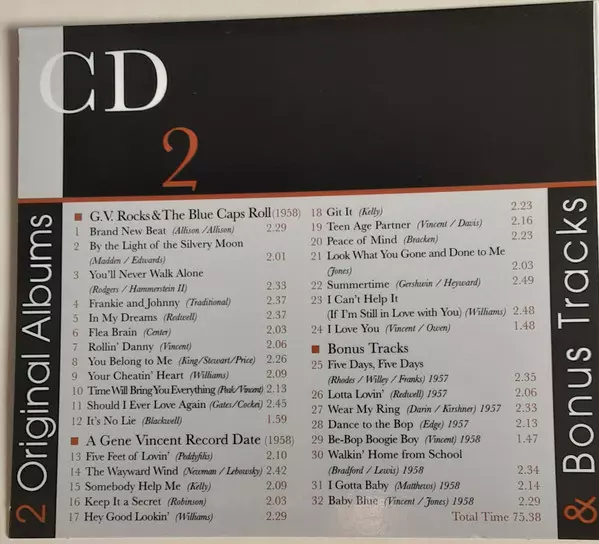 CD
2
2 Original Albums
■ G.V. Rocks & The Blue Caps Roll (1958)
1 Brand New Beat (Allison / Allison) 2.29
2 By the Light of the Silvery Moon
(Madden / Edwards) 2.01
3 You'll Never Walk Alone
(Rodgers / Hammerstein II) 2.33
4 Frankie and Johnny (Traditional) 2.37
5 In My Dreams (Redwell) 2.37
6 Flea Brain (Center) 2.03
7 Rollin' Danny (Vincent) 2.06
8 You Belong to Me (King/Stewart/Price) 2.26
9 Your Cheatin' Heart (Williams) 2.09
10 Time Will Bring You Everything (Peek/Vincent) 2.13
11 Should I Ever Love Again (Gates/Cockei) 2.45
12 It's No Lie (Blackwell) 1.59
■ A Gene Vincent Record Date (1958)
13 Five Feet of Lovin' (Peddyfilis) 2.10
14 The Wayward Wind (Newman / Lebowsky) 2.42
15 Somebody Help Me (Kelly) 2.09
16 Keep It a Secret (Robinson) 2.03
17 Hey Good Lookin' (Williams) 2.29
18 Git It (Kelly) 2.23
19 Teen Age Partner (Vincent / Davis) 2.16
20 Peace of Mind (Bracken) 2.23
21 Look What You Gone and Done to Me
(Jones) 2.03
22 Summertime (Gershwin / Heyward) 2.49
23 I Can't Help It
(If I'm Still in Love with You) (Williams) 2.48
24 I Love You (Vincent / Owen) 1.48
■ Bonus Tracks
25 Five Days, Five Days
(Rhodes / Willey / Franks) 1957 2.35
26 Lotta Lovin' (Redwell) 1957 2.06
27 Wear My Ring (Darin / Kirshner) 1957 2.33
28 Dance to the Bop (Edge) 1957 2.13
29 Be-Bop Boogie Boy (Vincent) 1958 1.47
30 Walkin' Home from School
(Bradford / Lewis) 1958 2.34
31 I Gotta Baby (Matthews) 1958 2.14
32 Baby Blue (Vincent / Jones) 1958 2.29
Total Time 75.38
& Bonus Tracks